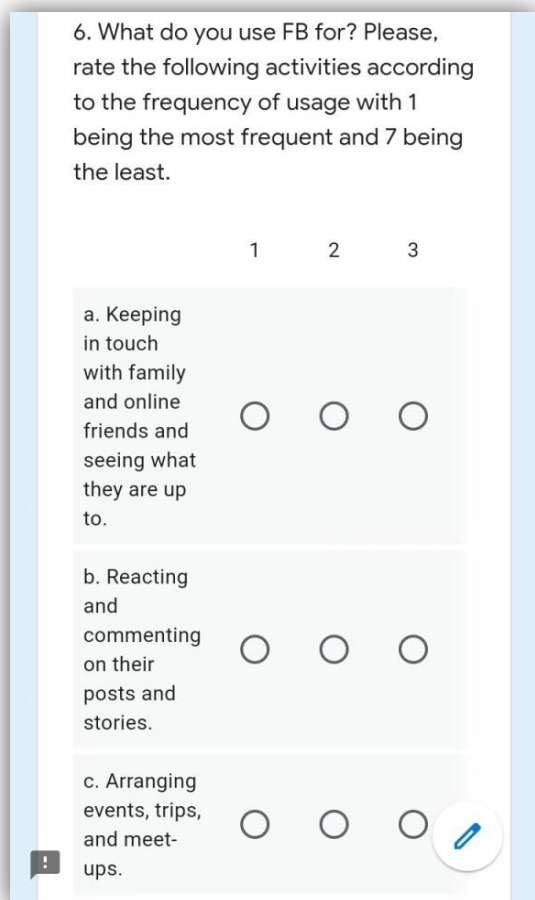 6. What do you use FB for? Please,
rate the following activities according
to the frequency of usage with 1
being the most frequent and 7 being
the least.
1 2 3
a. Keeping
in touch
with family
and online
friends and
seeing what
they are up
to.
b. Reacting
and
commenting
on their
posts and
stories.
c. Arranging
events, trips,
and meet-
ups.
!